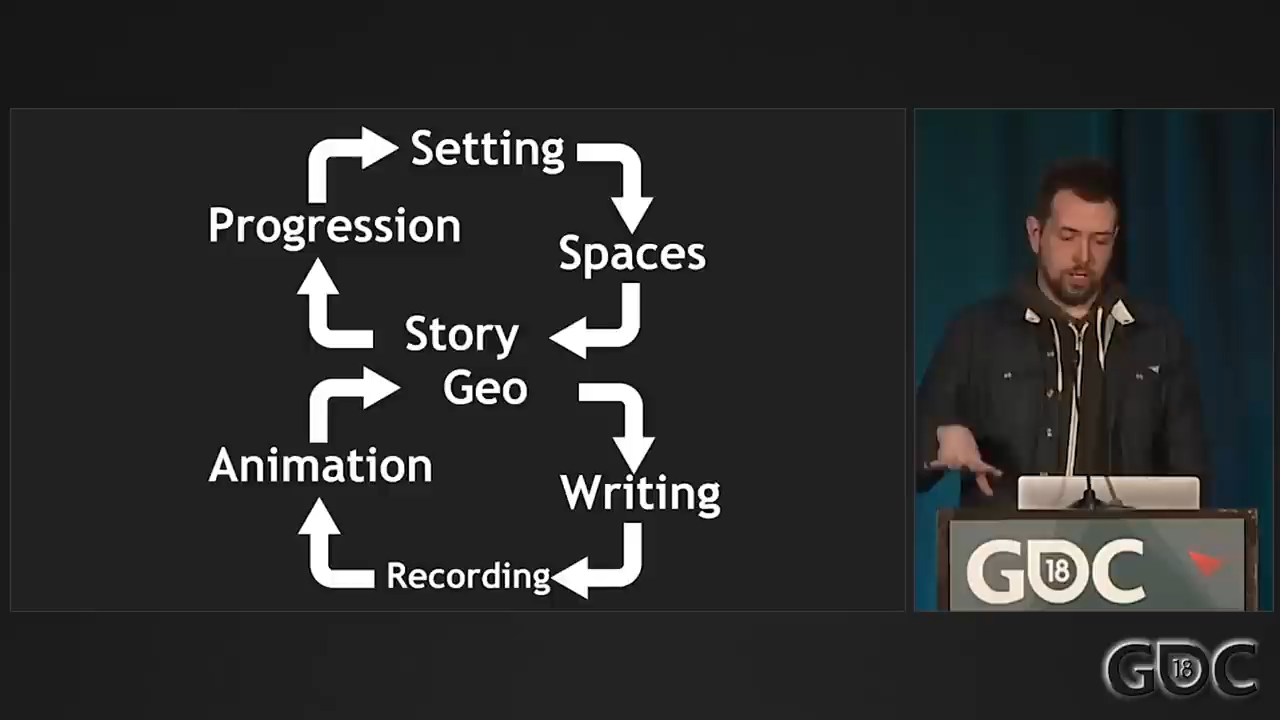 Setting
Progression
Spaces
Story
Geo
Animation
Writing
Recording
GDC
18
GDC
18